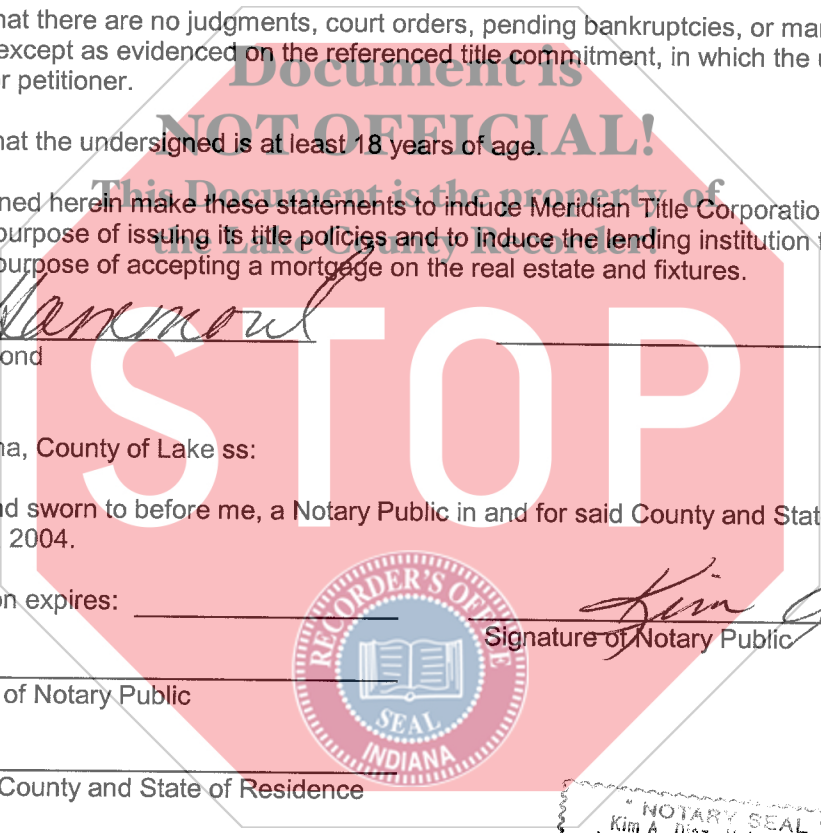 hat there are no judgments, court orders, pending bankruptcies, or
except as evidenced on the referenced title commitment, in which the
r petitioner.
Document is
NOT OFFICIAL!
hat the undersigned is at least 18 years of age.
This Document is the property of
the Lake County Recorder!
ned herein make these statements to induce Meridian Title Corporatio
purpose of issuing its title policies and to induce the lending institution
purpose of accepting a mortgage on the real estate and fixtures.
Hammond
ond
STOP
na, County of Lake ss:
nd sworn to before me, a Notary Public in and for said County and Stat
2004.
on expires:
Kim
Signature of Notary Public
of Notary Public
County and State of Residence
RECORDER'S OFFICE
SEAL
INDIANA
NOTARY SEAL
Kim A. Diaz